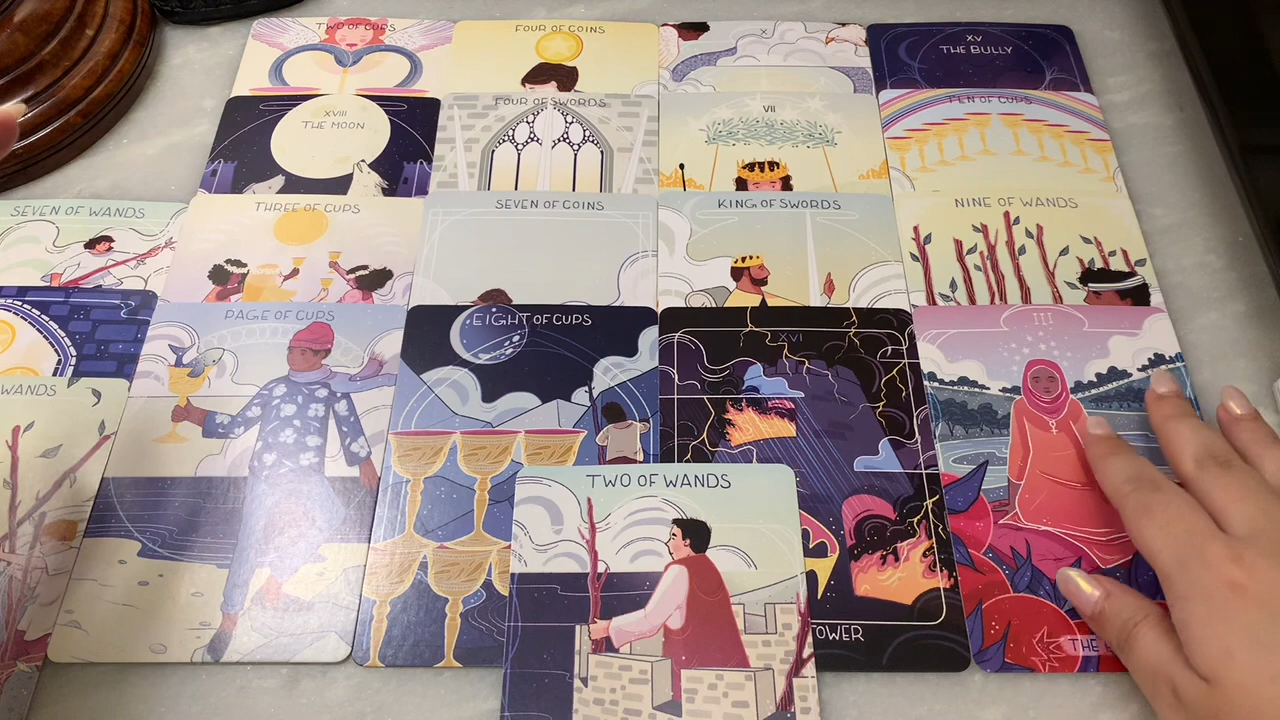 TWO OF CUPS
FOUR OF COINS
X
XV
THE BULLY
XVIII
THE MOON
FOUR OF SWORDS
VII
TEN OF CUPS
SEVEN OF WANDS
THREE OF CUPS
SEVEN OF COINS
KING OF SWORDS
NINE OF WANDS
PAGE OF CUPS
EIGHT OF CUPS
XVI
III
WANDS
TWO OF WANDS
TOWER
THE